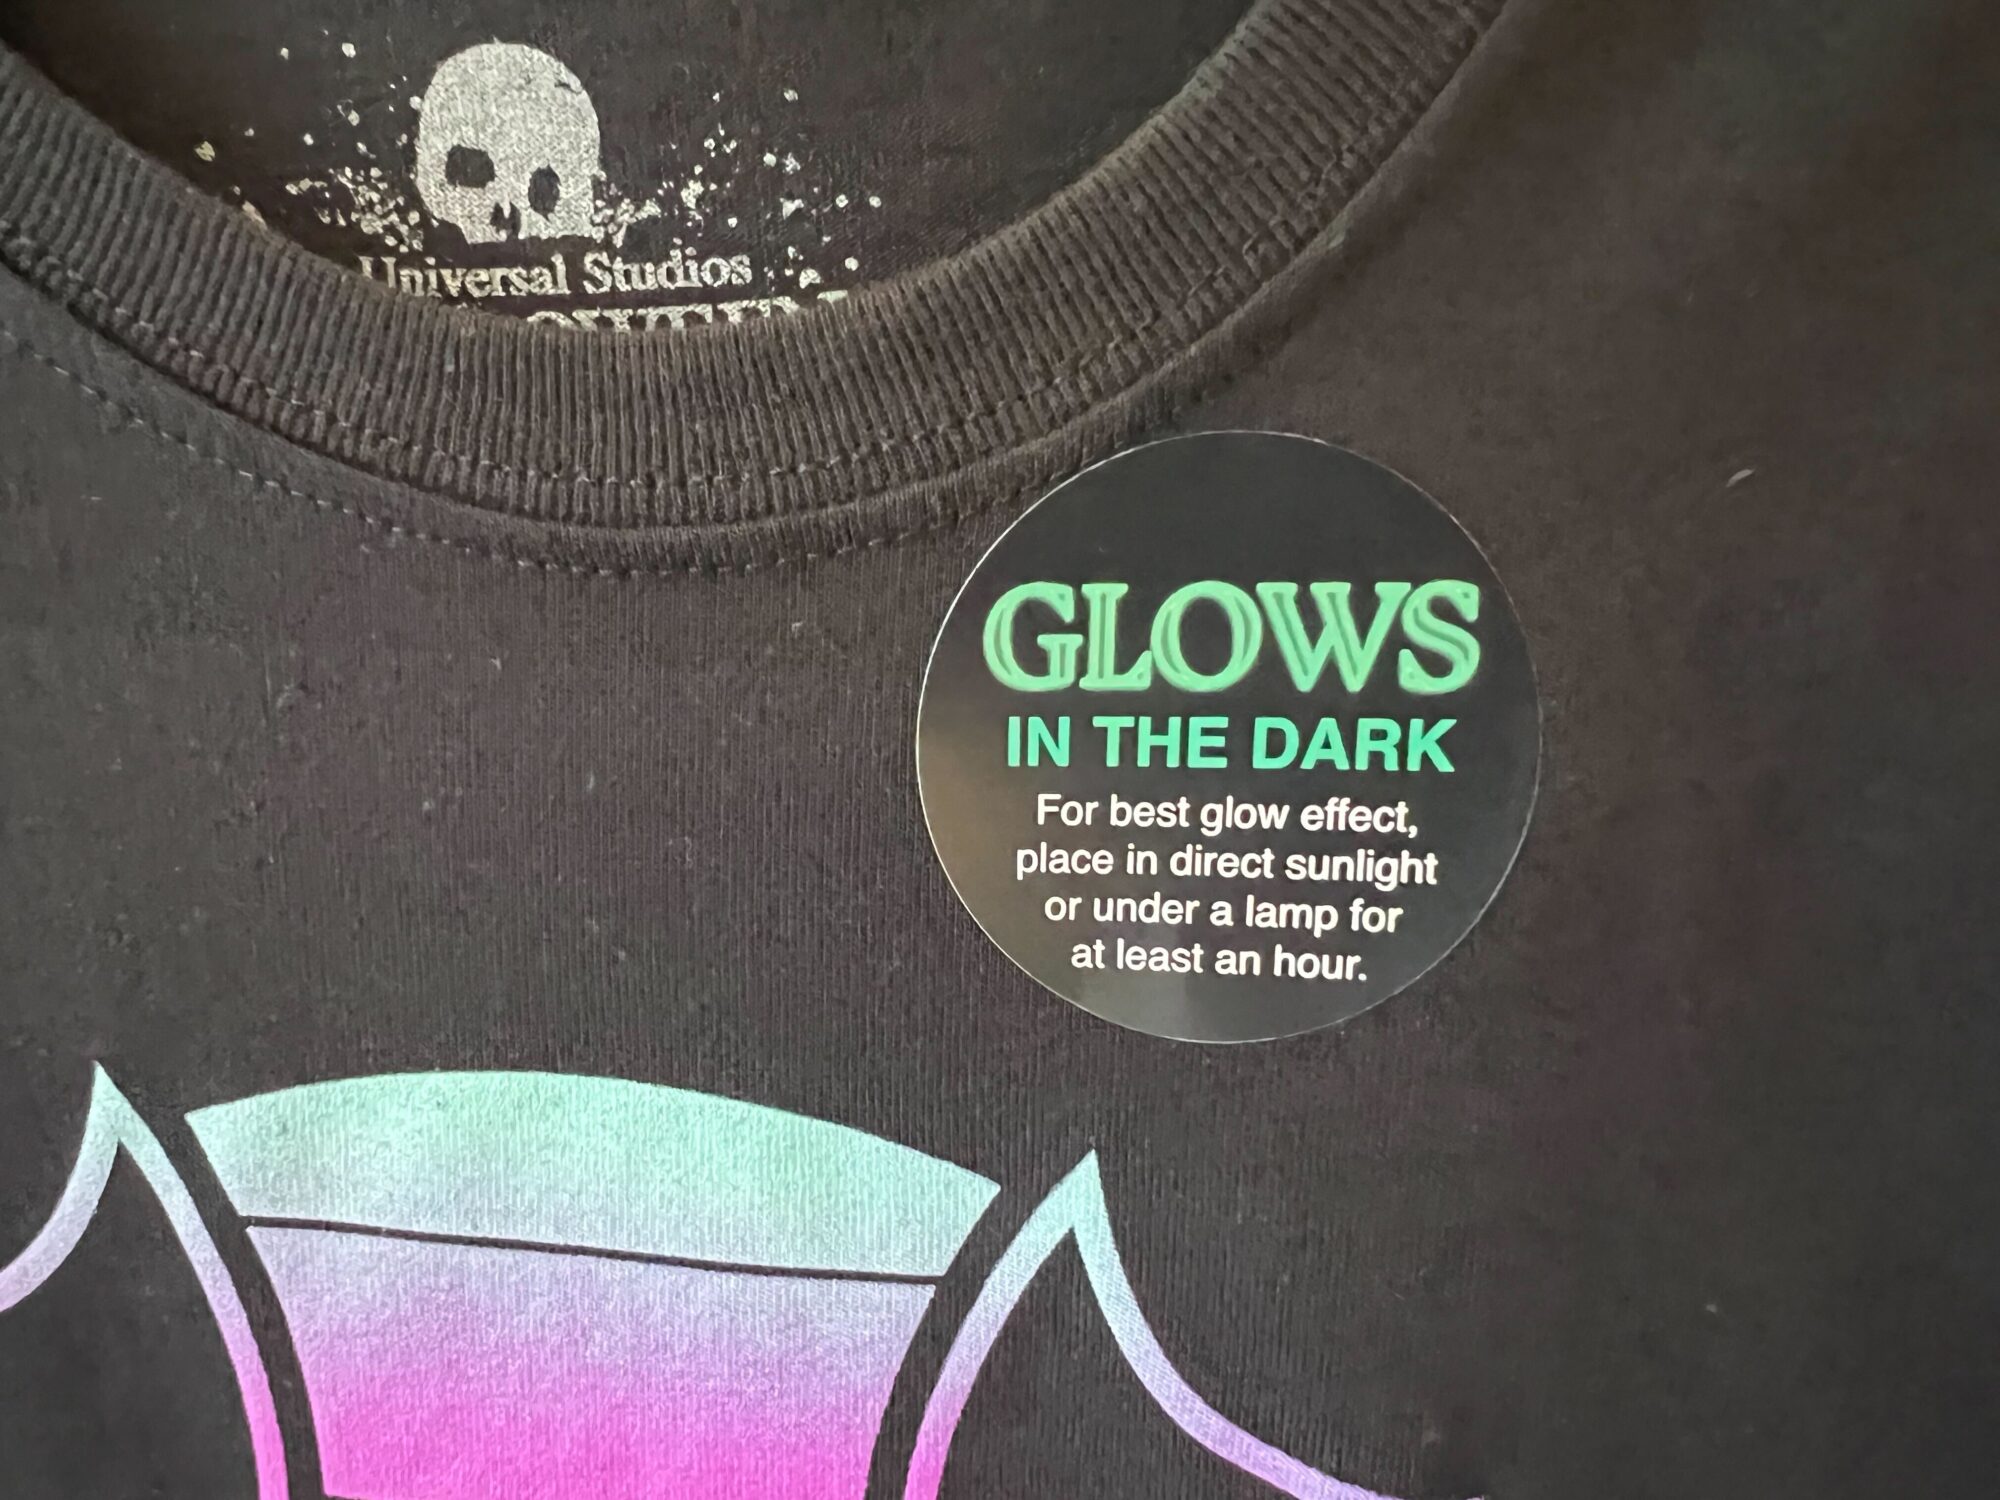 Universal Studios
GLOWS
IN THE DARK
For best glow effect,
place in direct sunlight
or under a lamp for
at least an hour.